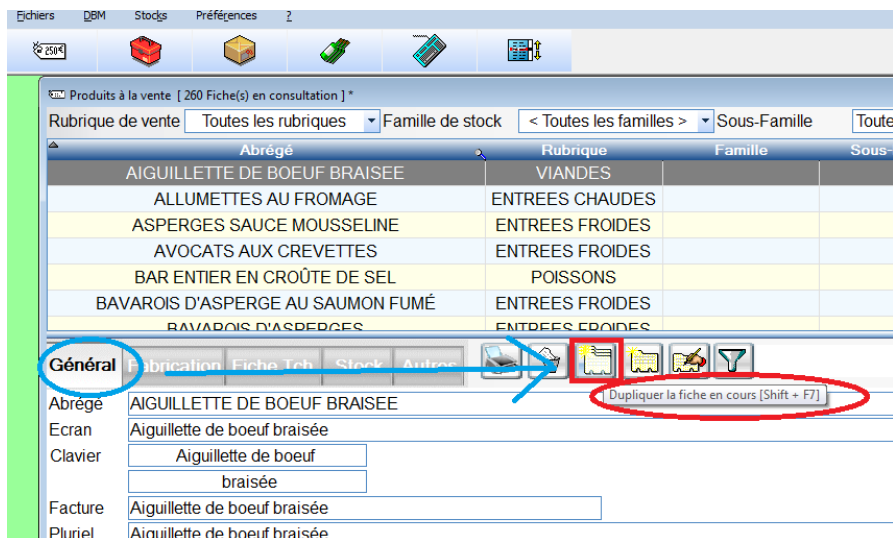 Fichiers DBM Stocks Préférences ?
250€
Produits à la vente [ 260 Fiche(s) en consultation ] *
Rubrique de vente Toutes les rubriques Famille de stock < Toutes les familles > Sous-Famille Toute
Abrégé Rubrique Famille Sous-
AIGUILLETTE DE BOEUF BRAISEE VIANDES
ALLUMETTES AU FROMAGE ENTREES CHAUDES
ASPERGES SAUCE MOUSSELINE ENTREES FROIDES
AVOCATS AUX CREVETTES ENTREES FROIDES
BAR ENTIER EN CROÛTE DE SEL POISSONS
BAVAROIS D'ASPERGE AU SAUMON FUMÉ ENTREES FROIDES
BAVAROIS D'ASPERGES ENTREES FROIDES
Général Fabrication Fiche Tch Stock Autres
Dupliquer la fiche en cours [Shift + F7]
Abrégé AIGUILLETTE DE BOEUF BRAISEE
Ecran Aiguillette de boeuf braisée
Clavier Aiguillette de boeuf
braisée
Facture Aiguillette de boeuf braisée
Pluriel Aiguillette de boeuf braisée